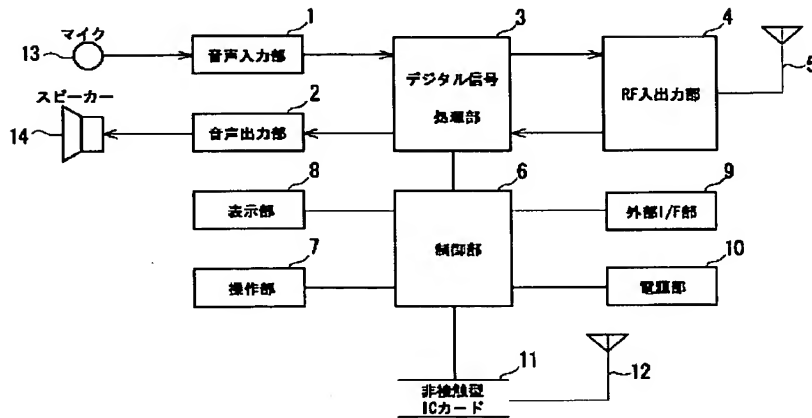 マイク
13
1
音声入力部
3
デジタル信号
処理部
4
RF入出力部
5
スピーカー
14
2
音声出力部
8
表示部
6
制御部
9
外部I/F部
7
操作部
10
電源部
11
非接触型
ICカード
12